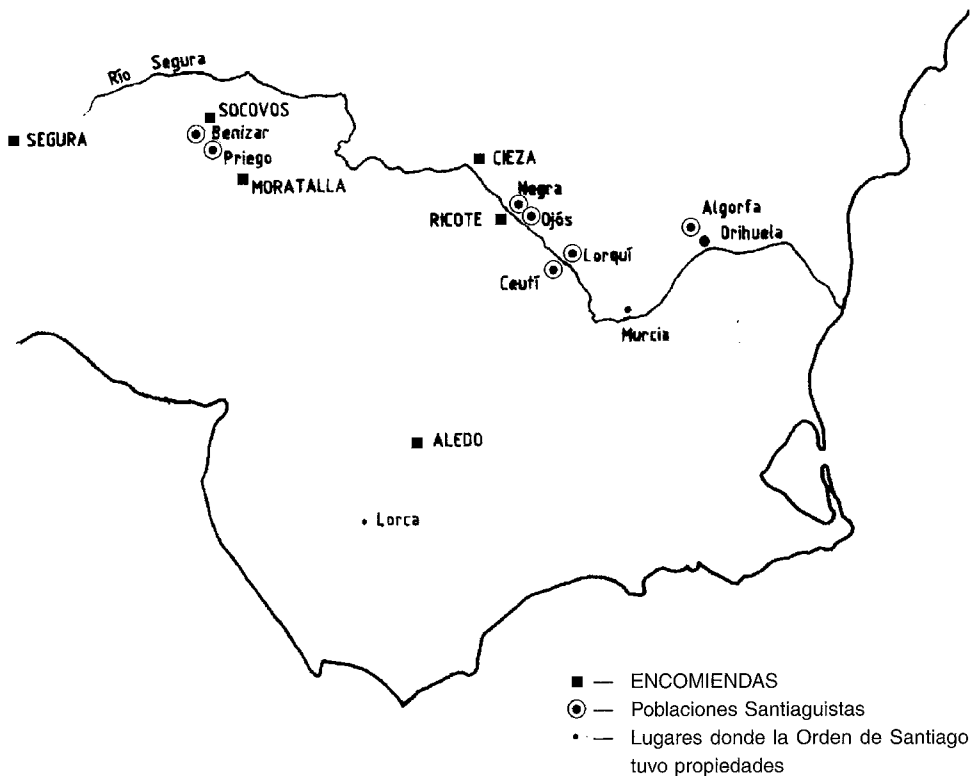 Río Segura
SOCOVOS
SEGURA
Benizar
Priego
MORATALLA
CIEZA
Negra
RICOTE
Ojós
Algorfa
Orihuela
Lorquí
Ceutí
Murcia
ALEDO
Lorca
— ENCOMIENDAS
— Poblaciones Santiaguistas
— Lugares donde la Orden de Santiago
tuvo propiedades